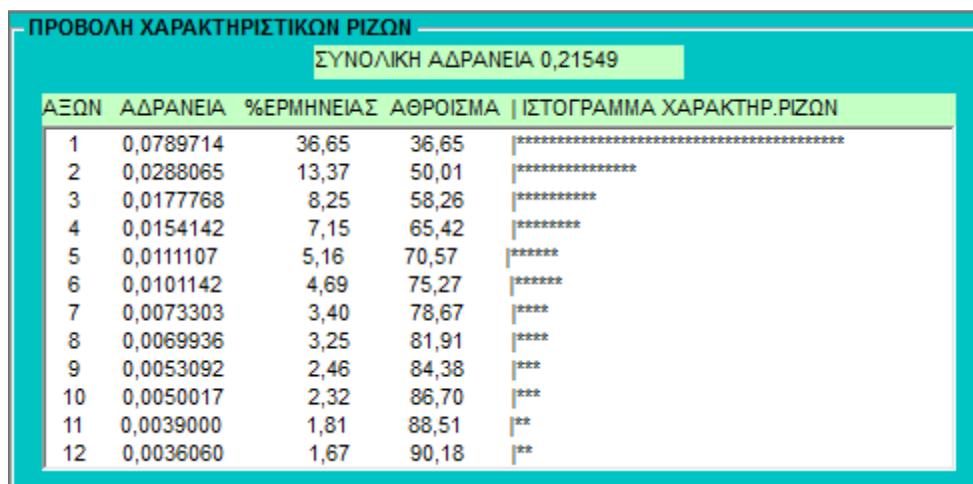 ΠΡΟΒΟΛΗ ΧΑΡΑΚΤΗΡΙΣΤΙΚΩΝ ΡΙΖΩΝ
ΣΥΝΟΛΙΚΗ ΑΔΡΑΝΕΙΑ 0,21549
ΑΞΩΝ ΑΔΡΑΝΕΙΑ %ΕΡΜΗΝΕΙΑΣ ΑΘΡΟΙΣΜΑ | ΙΣΤΟΓΡΑΜΜΑ ΧΑΡΑΚΤΗΡ.ΡΙΖΩΝ
1 0,0789714 36,65 36,65 |*****************************************
2 0,0288065 13,37 50,01 |***************
3 0,0177768 8,25 58,26 |**********
4 0,0154142 7,15 65,42 |********
5 0,0111107 5,16 70,57 |******
6 0,0101142 4,69 75,27 |******
7 0,0073303 3,40 78,67 |****
8 0,0069936 3,25 81,91 |****
9 0,0053092 2,46 84,38 |***
10 0,0050017 2,32 86,70 |***
11 0,0039000 1,81 88,51 |**
12 0,0036060 1,67 90,18 |**